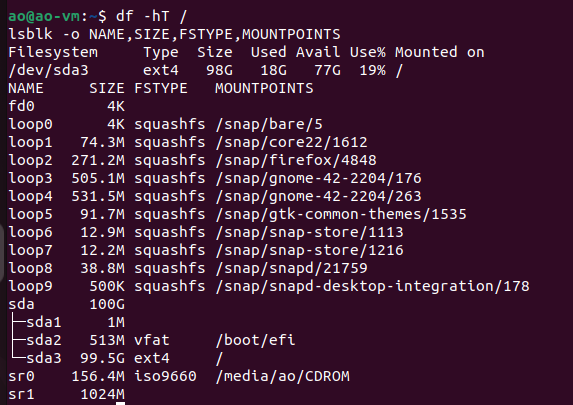 ao@ao-vm:~$ df -hT /
lsblk -o NAME,SIZE,FSTYPE,MOUNTPOINTS
Filesystem     Type  Size  Used Avail Use% Mounted on
/dev/sda3      ext4   98G   18G   77G  19% /
NAME     SIZE FSTYPE   MOUNTPOINTS
fd0        4K
loop0      4K squashfs /snap/bare/5
loop1   74.3M squashfs /snap/core22/1612
loop2  271.2M squashfs /snap/firefox/4848
loop3  505.1M squashfs /snap/gnome-42-2204/176
loop4  531.5M squashfs /snap/gnome-42-2204/263
loop5   91.7M squashfs /snap/gtk-common-themes/1535
loop6   12.9M squashfs /snap/snap-store/1113
loop7   12.2M squashfs /snap/snap-store/1216
loop8   38.8M squashfs /snap/snapd/21759
loop9    500K squashfs /snap/snapd-desktop-integration/178
sda      100G
├─sda1     1M
├─sda2   513M vfat     /boot/efi
└─sda3  99.5G ext4     /
sr0    156.4M iso9660  /media/ao/CDROM
sr1     1024M